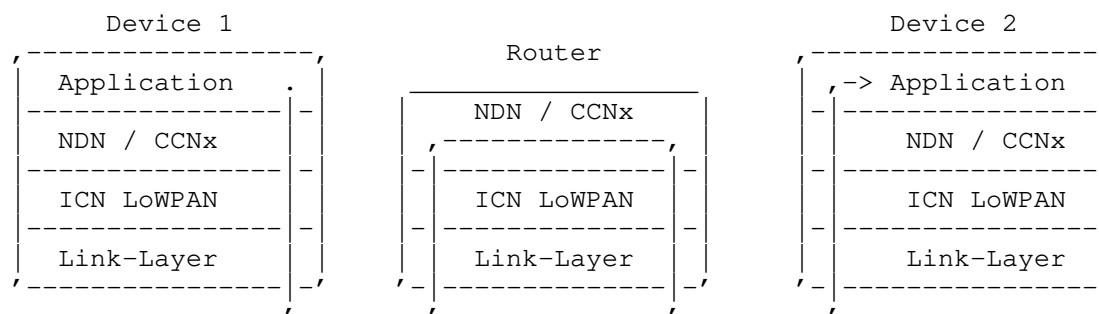 Device 1 Device 2
Router
Application -> Application
NDN / CCNx
NDN / CCNx NDN / CCNx
ICN LoWPAN ICN LoWPAN ICN LoWPAN
Link-Layer Link-Layer Link-Layer